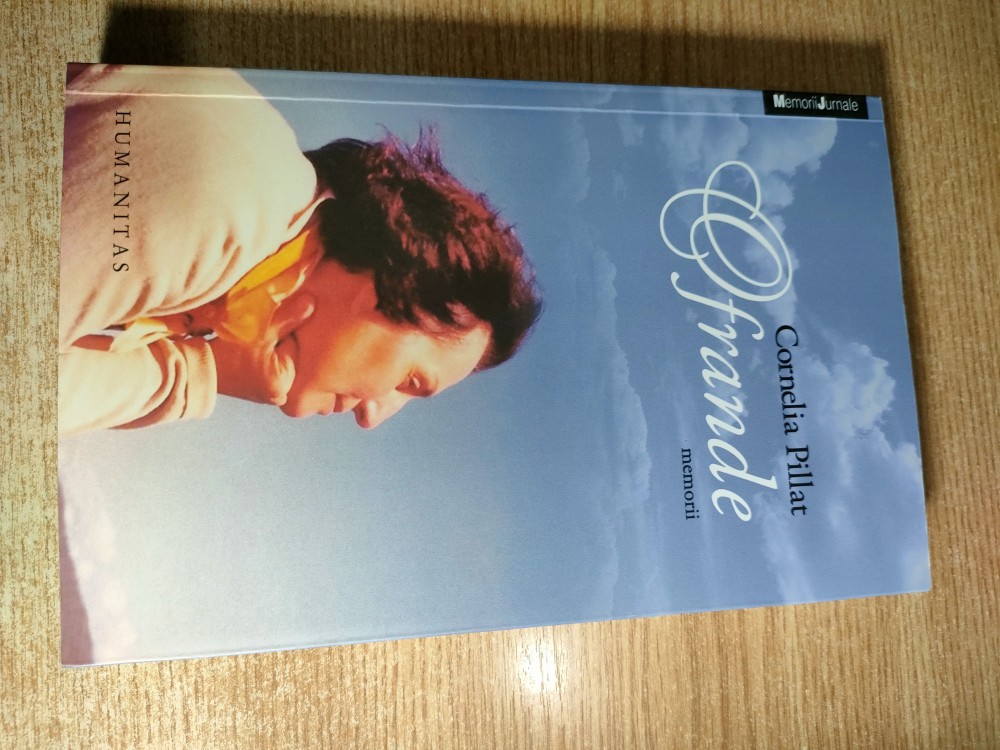 MemoriiJurnale
Cornelia Pillat
Ofrande
memorii
HUMANITAS